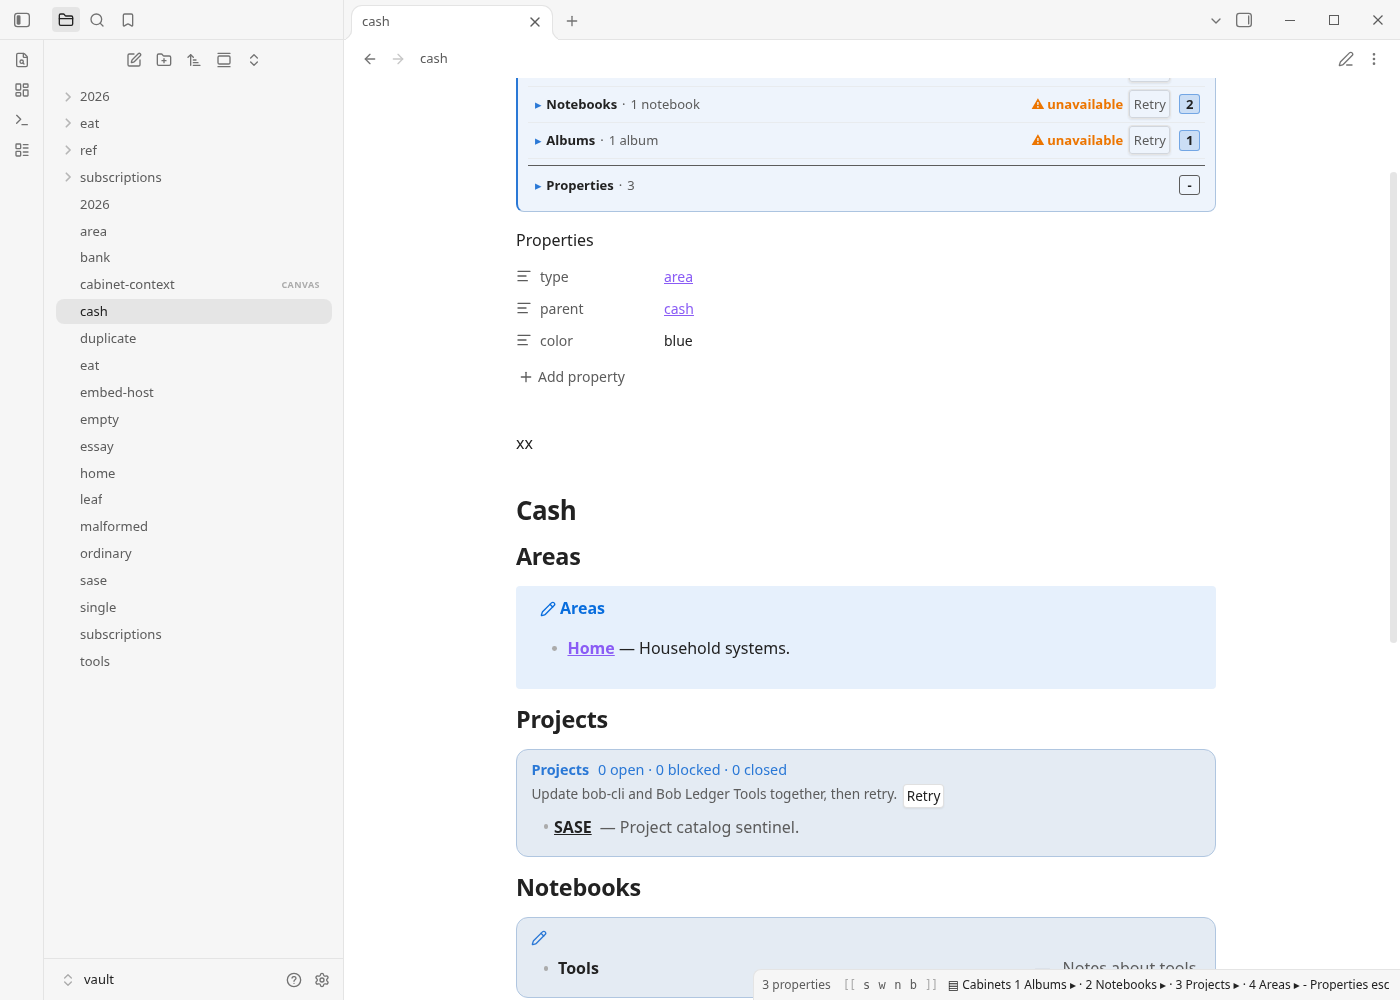 cash
cash
2026
eat
ref
subscriptions
2026
area
bank
cabinet-context CANVAS
cash
duplicate
eat
embed-host
empty
essay
home
leaf
malformed
ordinary
sase
single
subscriptions
tools
vault
▸ Notebooks · 1 notebook ⚠ unavailable Retry 2
▸ Albums · 1 album ⚠ unavailable Retry 1
▸ Properties · 3 -
Properties
type area
parent cash
color blue
+ Add property
xx
Cash
Areas
Areas
• Home — Household systems.
Projects
Projects 0 open · 0 blocked · 0 closed
Update bob-cli and Bob Ledger Tools together, then retry. Retry
• SASE — Project catalog sentinel.
Notebooks
• Tools — Notes about tools
3 properties [[ s w n b ]] ▤ Cabinets 1 Albums ▸ · 2 Notebooks ▸ · 3 Projects ▸ · 4 Areas ▸ - Properties esc